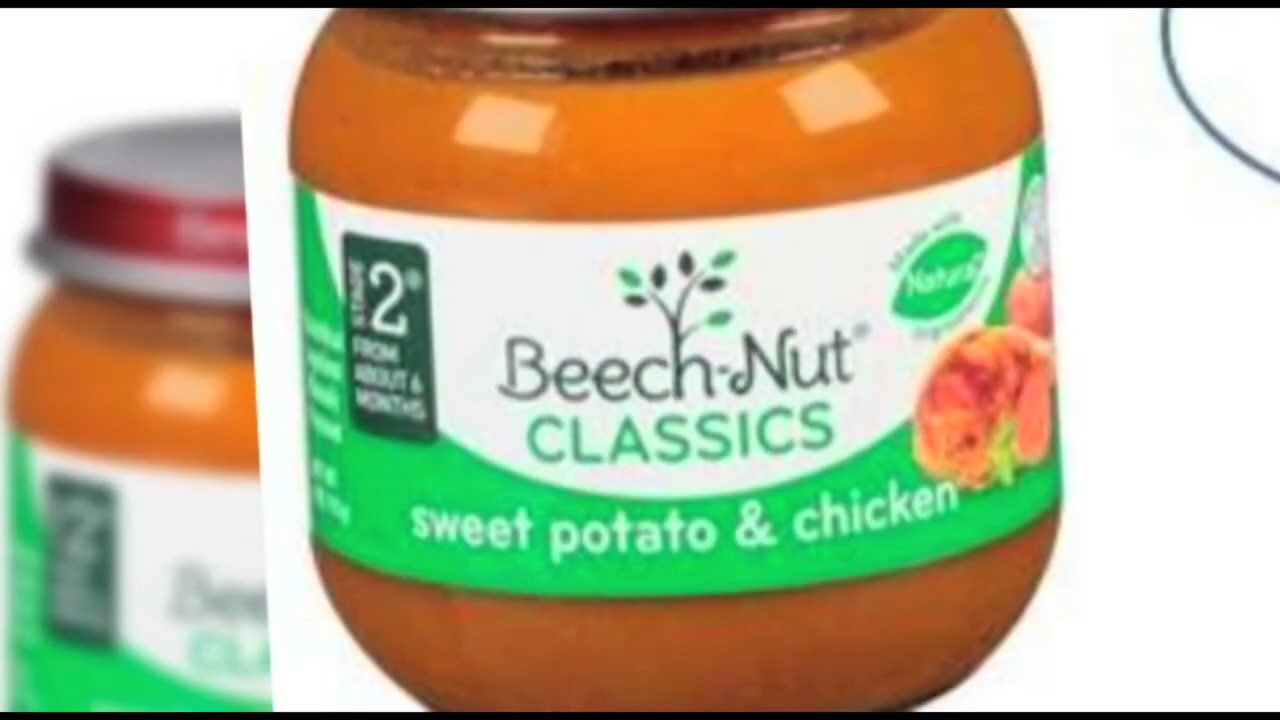 STAGE 2®
FROM
ABOUT 6
MONTHS
Beech-Nut®
CLASSICS
Natural
sweet potato & chicken